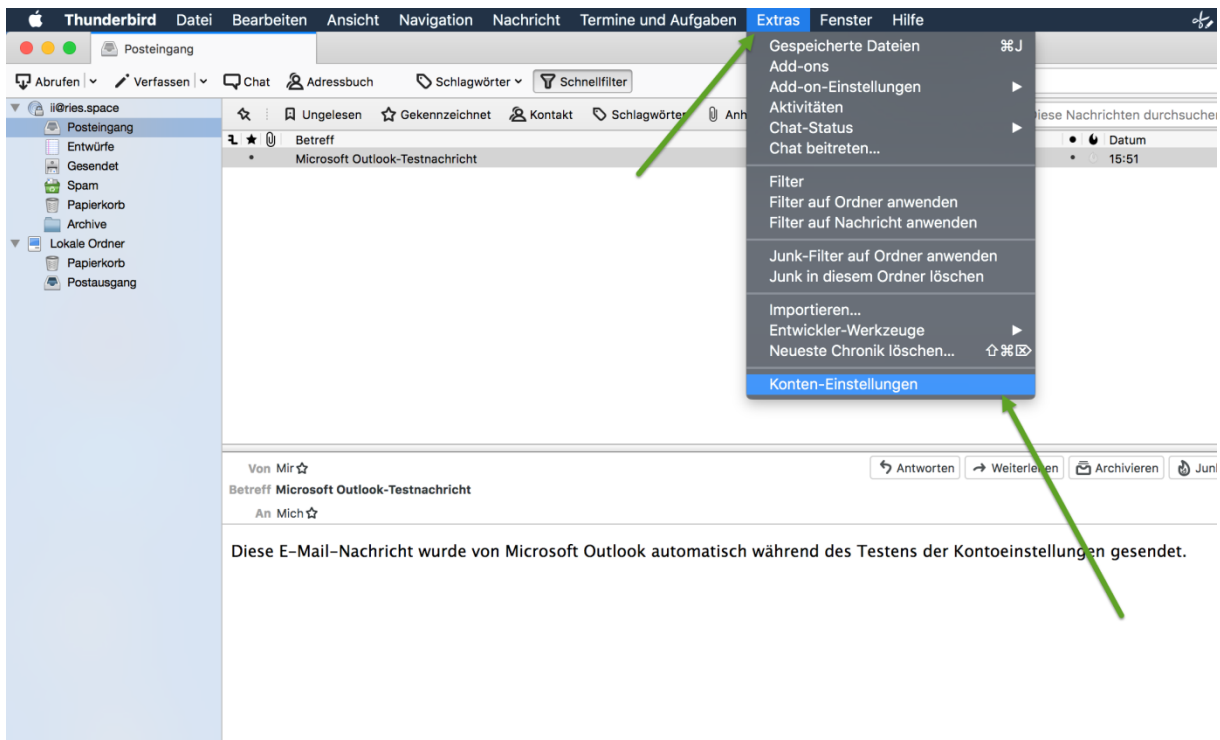 Thunderbird Datei Bearbeiten Ansicht Navigation Nachricht Termine und Aufgaben Extras Fenster Hilfe
Posteingang
Abrufen Verfassen Chat Adressbuch Schlagwörter Schnellfilter
ii@ries.space
Posteingang
Entwürfe
Gesendet
Spam
Papierkorb
Archive
Lokale Ordner
Papierkorb
Postausgang
Ungelesen Gekennzeichnet Kontakt Schlagwörter Anh
Diese Nachrichten durchsuchen
Betreff Datum
Microsoft Outlook-Testnachricht 15:51
Gespeicherte Dateien ⌘J
Add-ons
Add-on-Einstellungen
Aktivitäten
Chat-Status
Chat beitreten...
Filter
Filter auf Ordner anwenden
Filter auf Nachricht anwenden
Junk-Filter auf Ordner anwenden
Junk in diesem Ordner löschen
Importieren...
Entwickler-Werkzeuge
Neueste Chronik löschen... ⇧⌘⌦
Konten-Einstellungen
Von Mir
Antworten Weiterleiten Archivieren Junk
Betreff Microsoft Outlook-Testnachricht
An Mich
Diese E-Mail-Nachricht wurde von Microsoft Outlook automatisch während des Testens der Kontoeinstellungen gesendet.